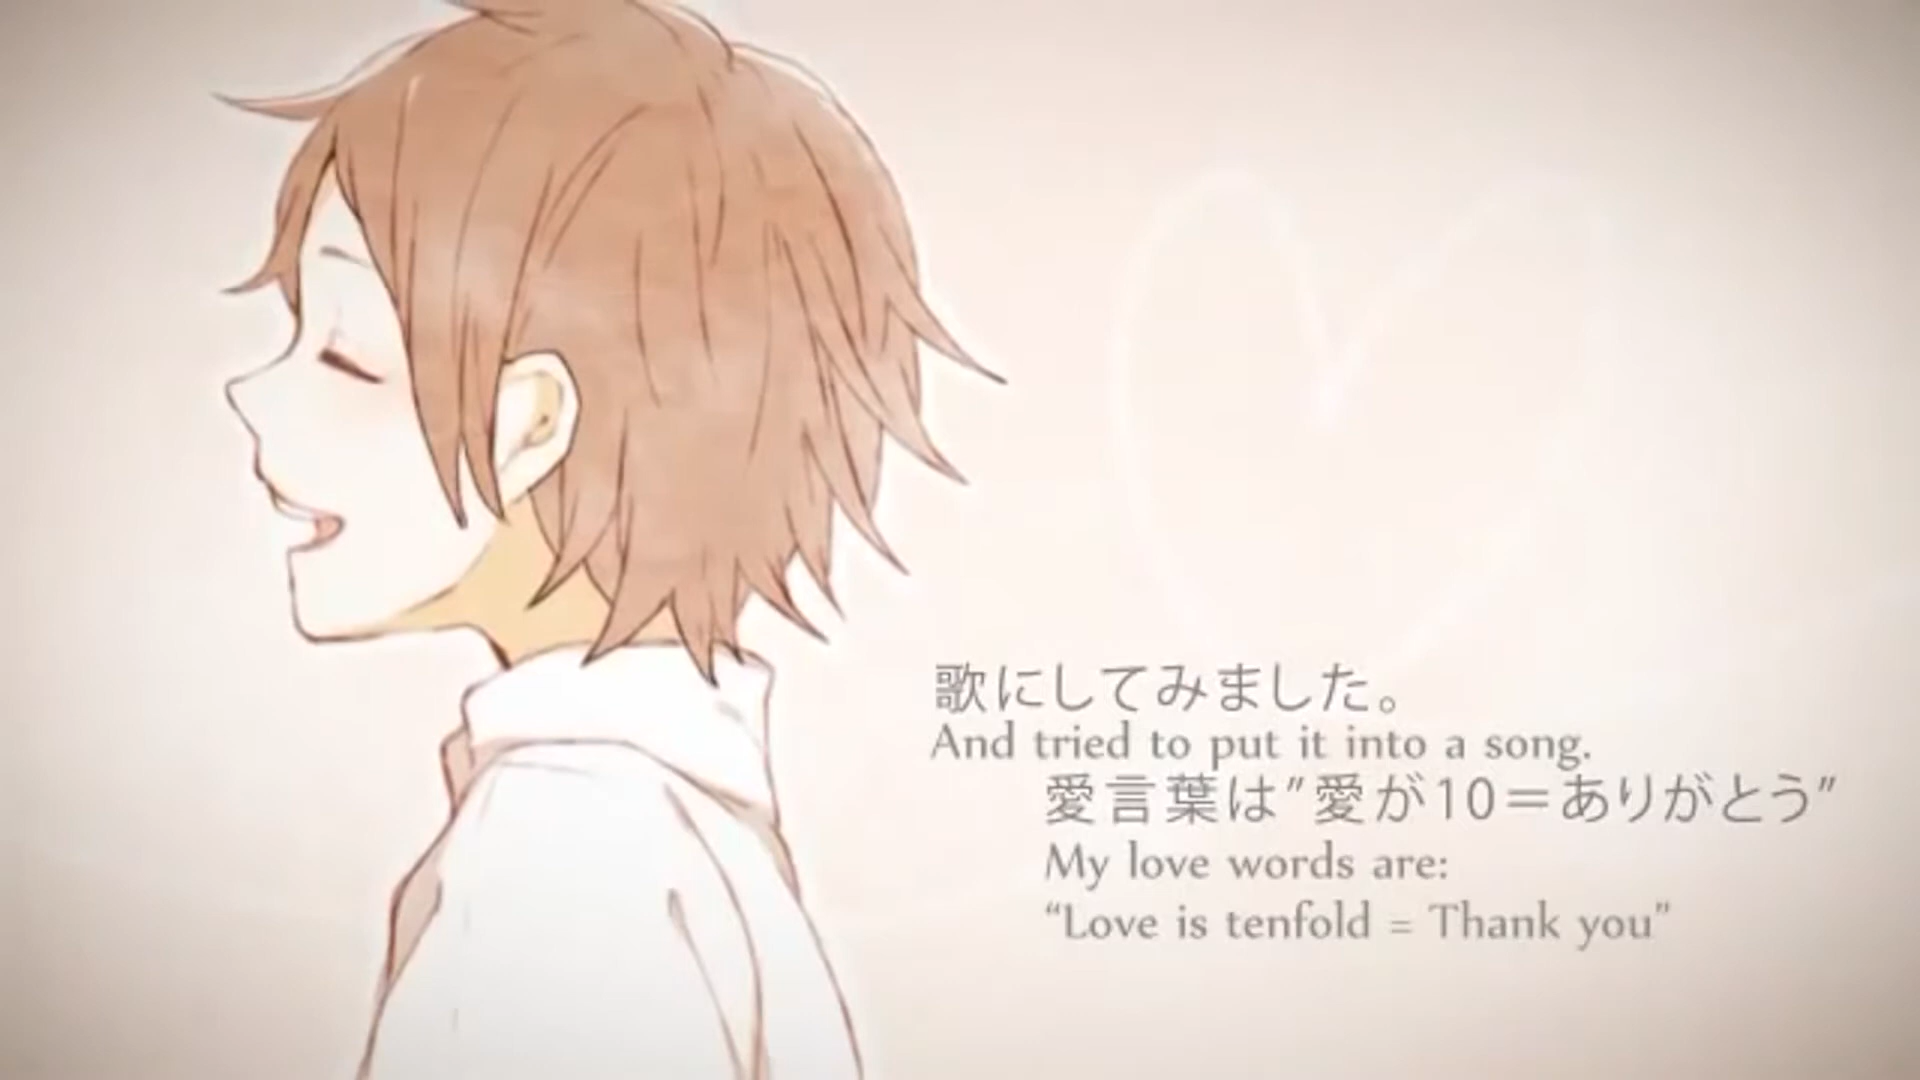 歌にしてみました。
And tried to put it into a song.
愛言葉は"愛が10=ありがとう"
My love words are:
“Love is tenfold = Thank you”